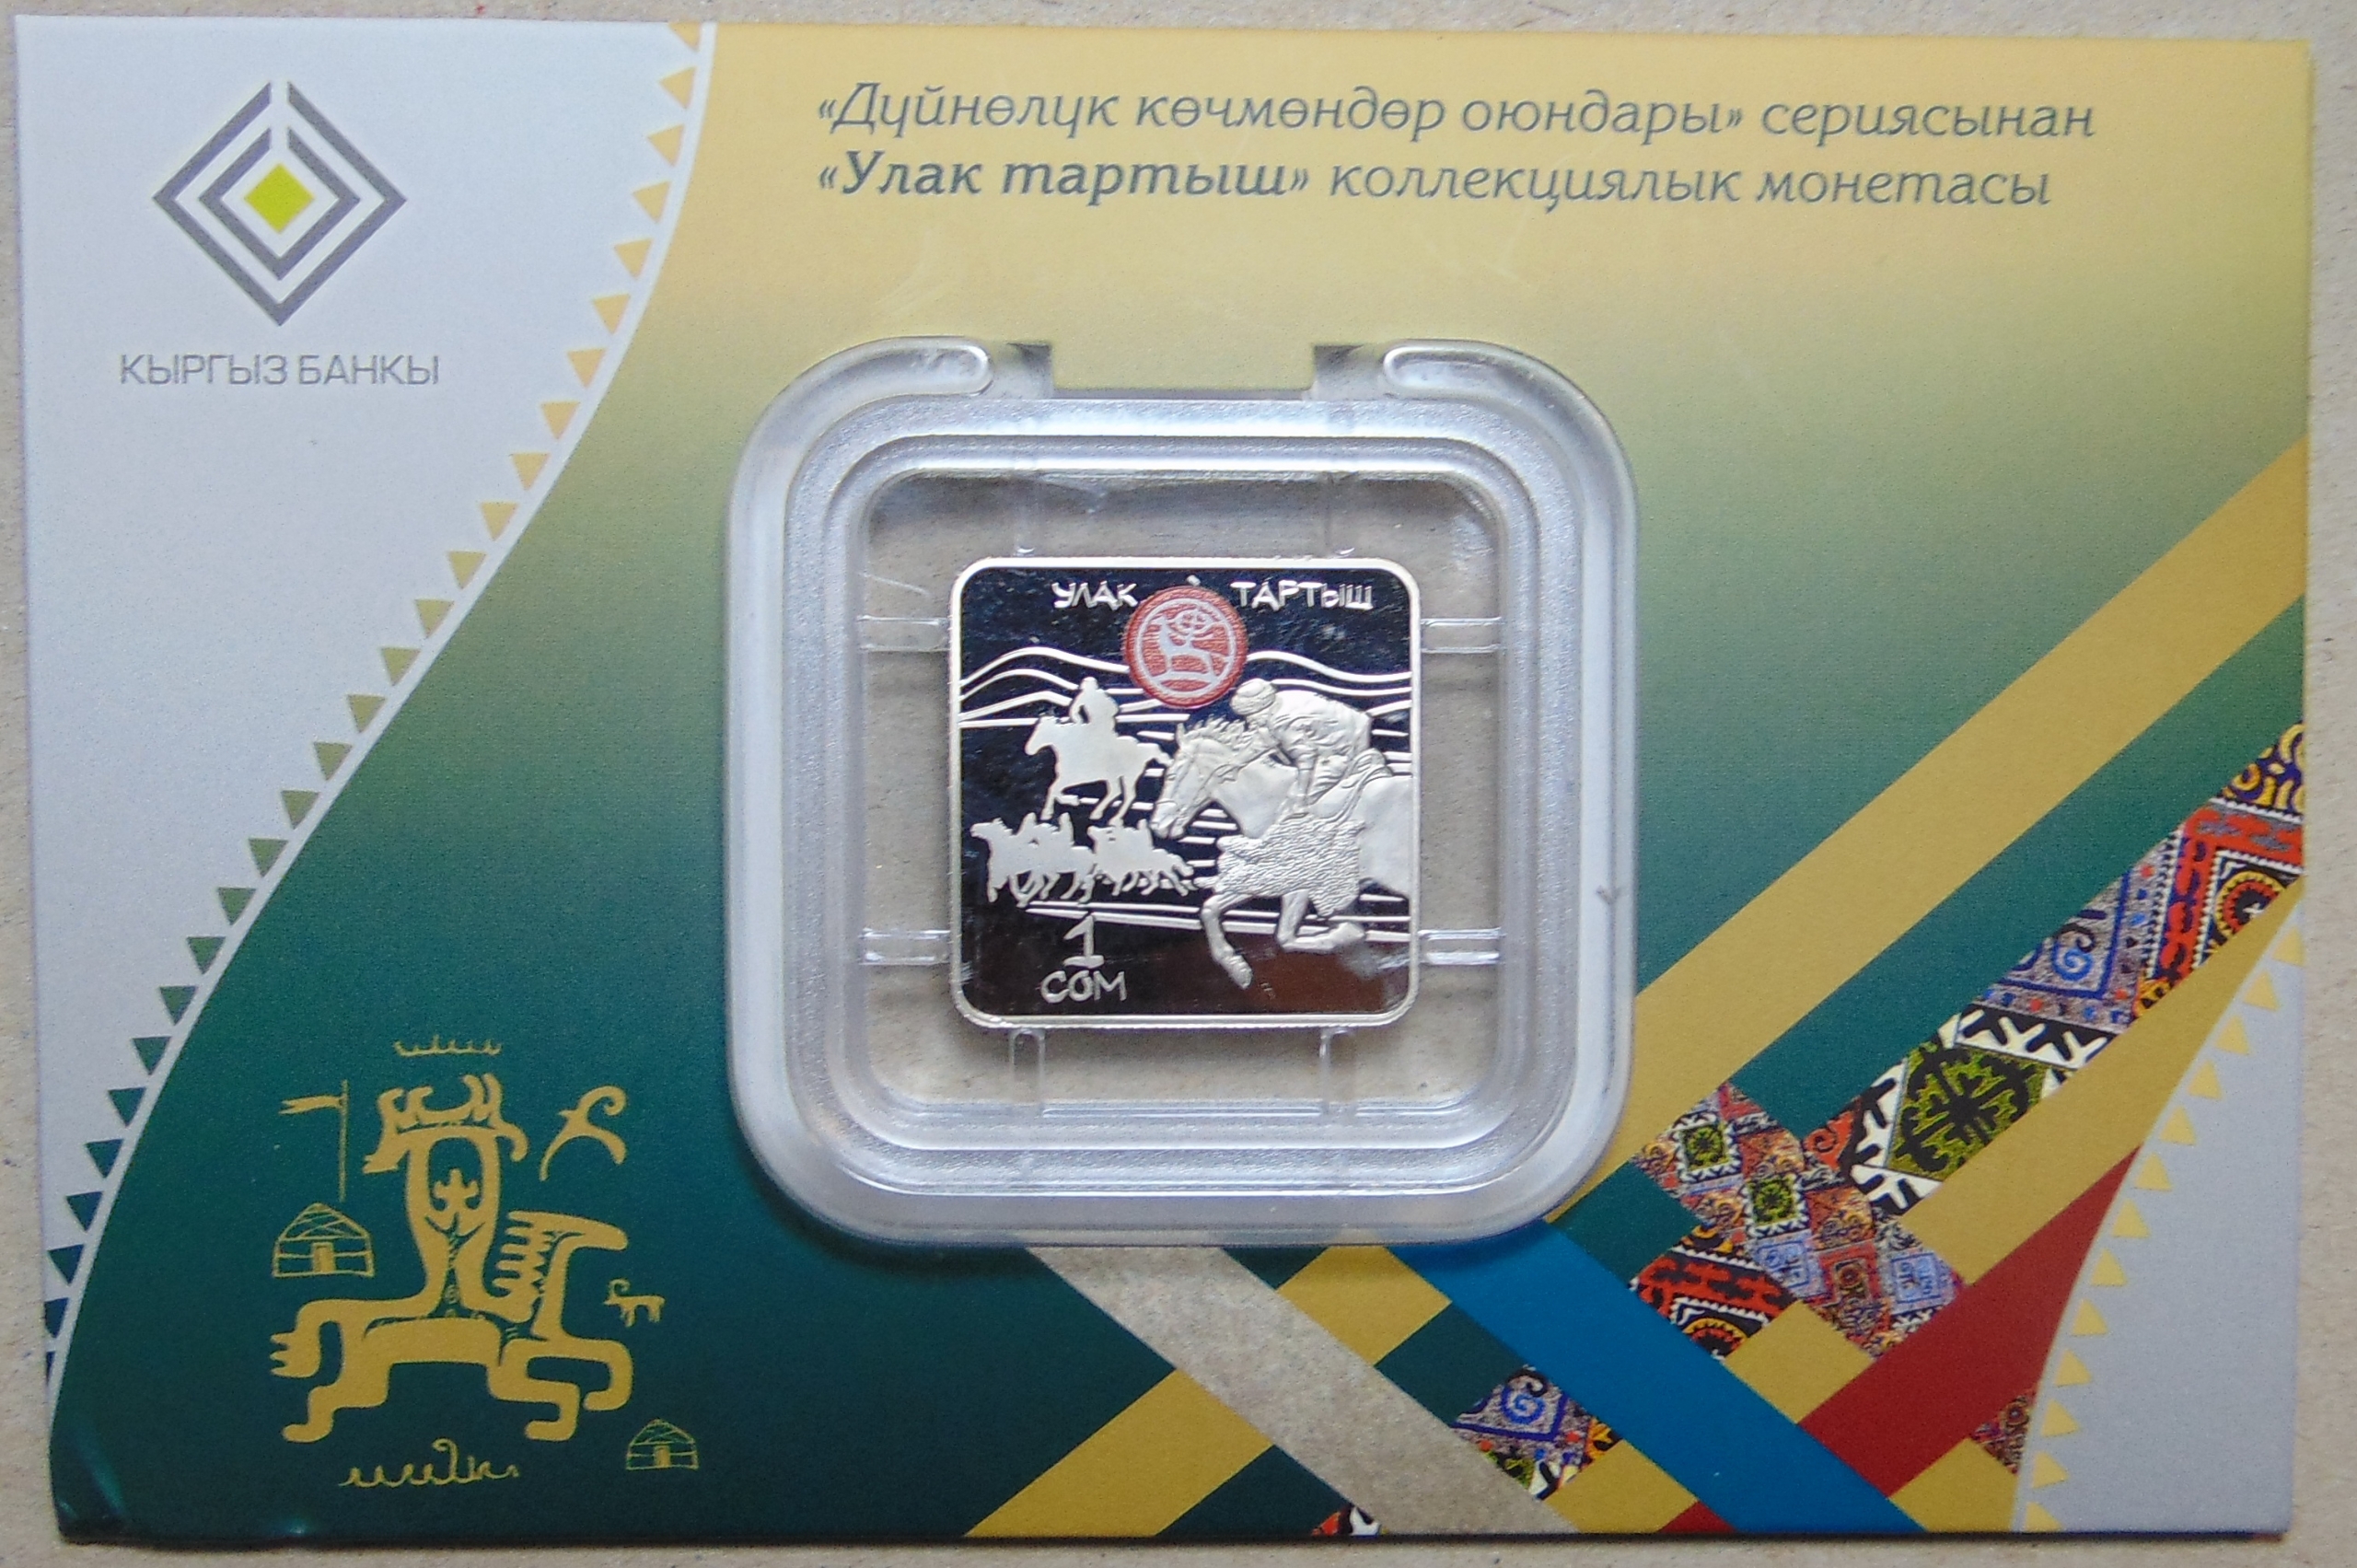 «Дүйнөлүк көчмөндөр оюндары» сериясынан
«Улак тартыш» коллекциялык монетасы
КЫРГЫЗ БАНКЫ
УЛАК ТАРТЫШ
1
СОМ